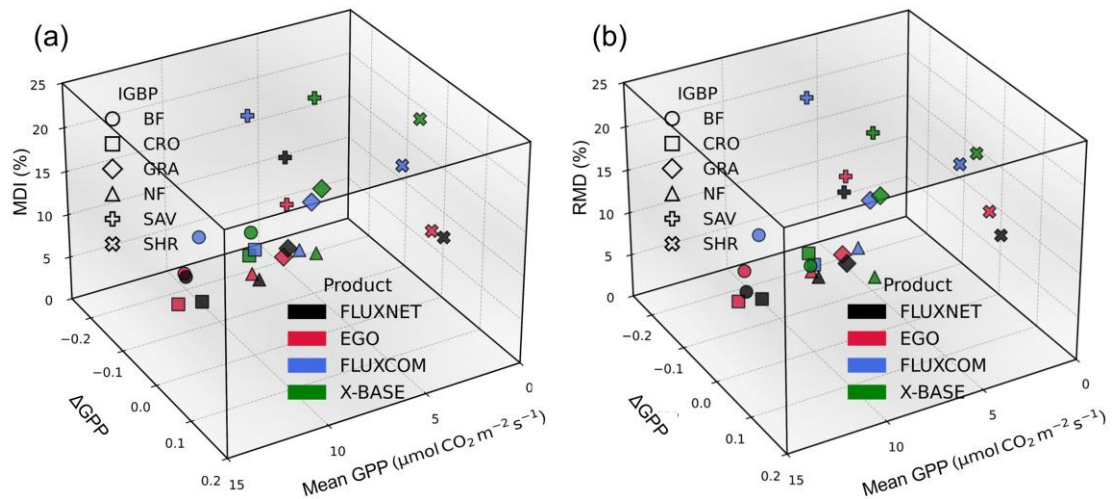 (a)
IGBP
BF
CRO
GRA
NF
SAV
SHR
MDI (%)
25
20
15
10
5
0
−0.2
−0.1
0.0
0.1
0.2
ΔGPP
15
10
5
0
Mean GPP (μmol CO₂ m⁻² s⁻¹)
Product
FLUXNET
EGO
FLUXCOM
X-BASE
(b)
IGBP
BF
CRO
GRA
NF
SAV
SHR
RMD (%)
25
20
15
10
5
0
−0.2
−0.1
0.0
0.1
0.2
ΔGPP
15
10
5
0
Mean GPP (μmol CO₂ m⁻² s⁻¹)
Product
FLUXNET
EGO
FLUXCOM
X-BASE